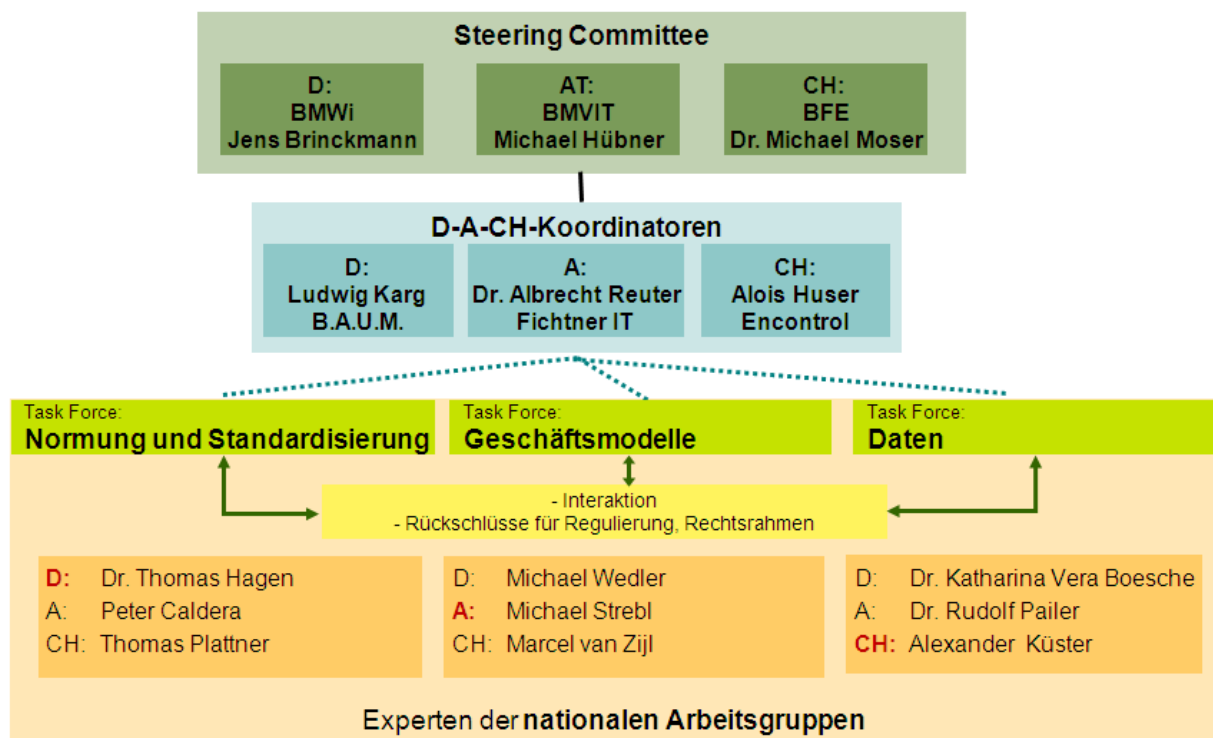 Steering Committee
D:
BMWi
Jens Brinckmann
AT:
BMVIT
Michael Hübner
CH:
BFE
Dr. Michael Moser
D-A-CH-Koordinatoren
D:
Ludwig Karg
B.A.U.M.
A:
Dr. Albrecht Reuter
Fichtner IT
CH:
Alois Huser
Encontrol
Task Force:
Normung und Standardisierung
Task Force:
Geschäftsmodelle
Task Force:
Daten
- Interaktion
- Rückschlüsse für Regulierung, Rechtsrahmen
D: Dr. Thomas Hagen
A: Peter Caldera
CH: Thomas Plattner
D: Michael Wedler
A: Michael Strebl
CH: Marcel van Zijl
D: Dr. Katharina Vera Boesche
A: Dr. Rudolf Pailer
CH: Alexander Küster
Experten der nationalen Arbeitsgruppen